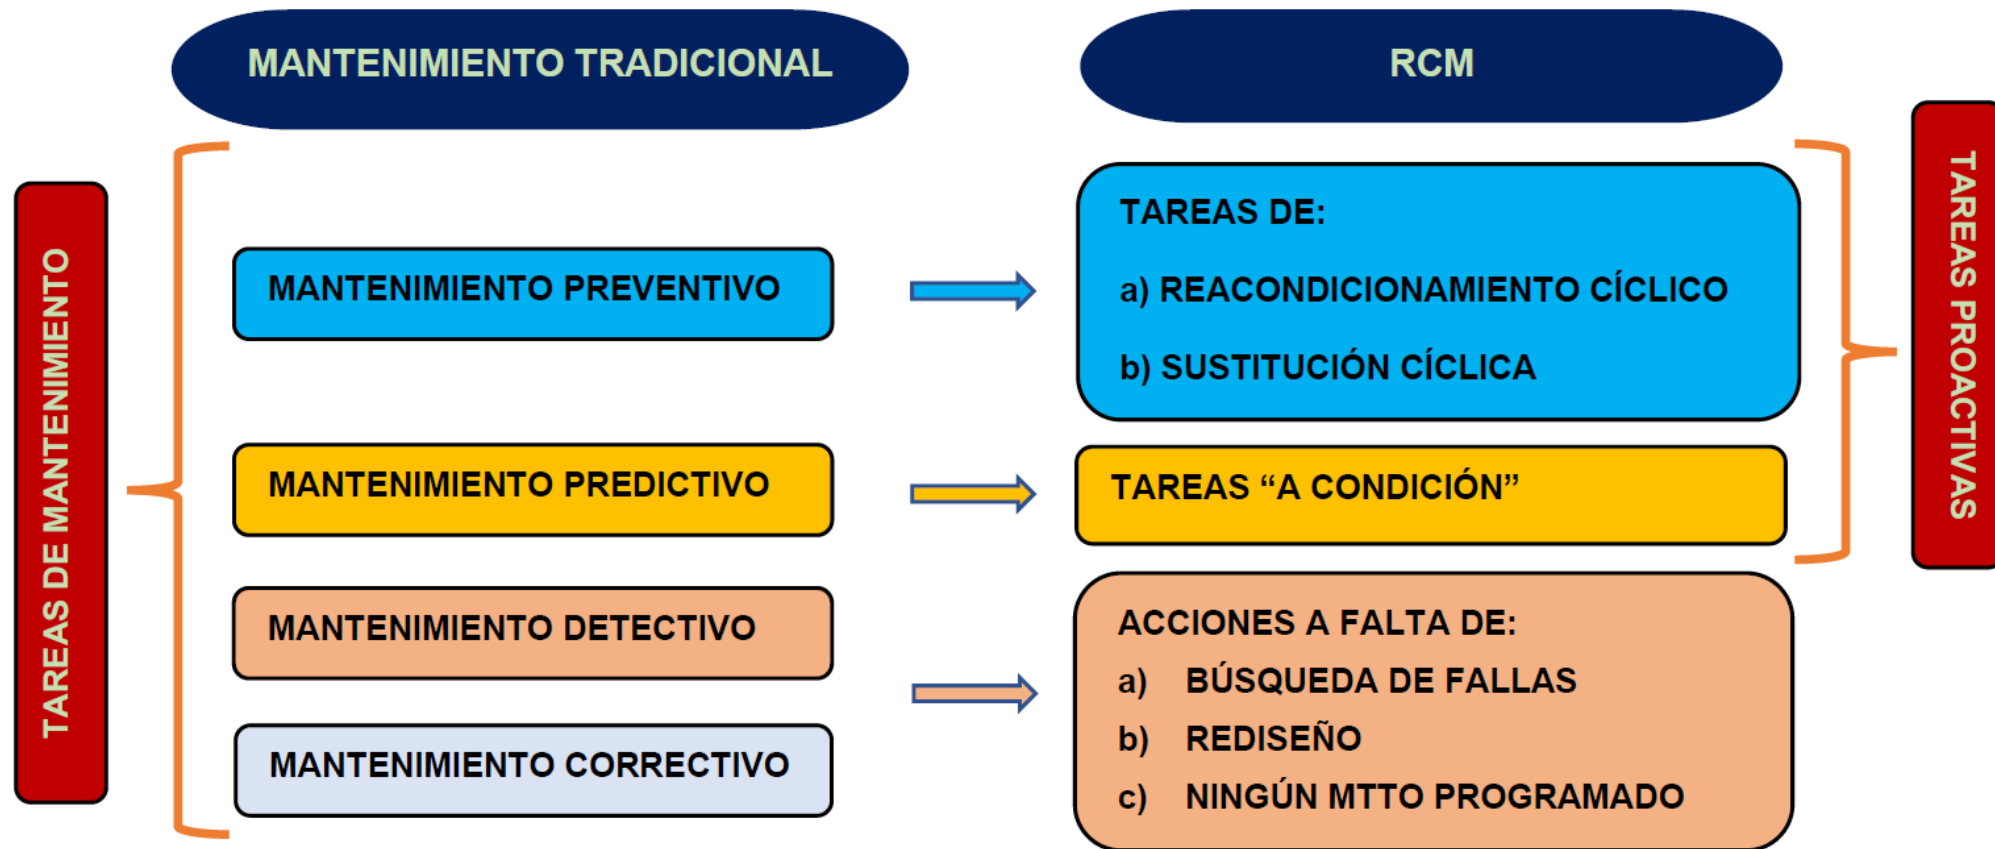 MANTENIMIENTO TRADICIONAL
RCM
TAREAS DE MANTENIMIENTO
MANTENIMIENTO PREVENTIVO
MANTENIMIENTO PREDICTIVO
MANTENIMIENTO DETECTIVO
MANTENIMIENTO CORRECTIVO
TAREAS DE:
a) REACONDICIONAMIENTO CÍCLICO
b) SUSTITUCIÓN CÍCLICA
TAREAS “A CONDICIÓN”
ACCIONES A FALTA DE:
a) BÚSQUEDA DE FALLAS
b) REDISEÑO
c) NINGÚN MTTO PROGRAMADO
TAREAS PROACTIVAS